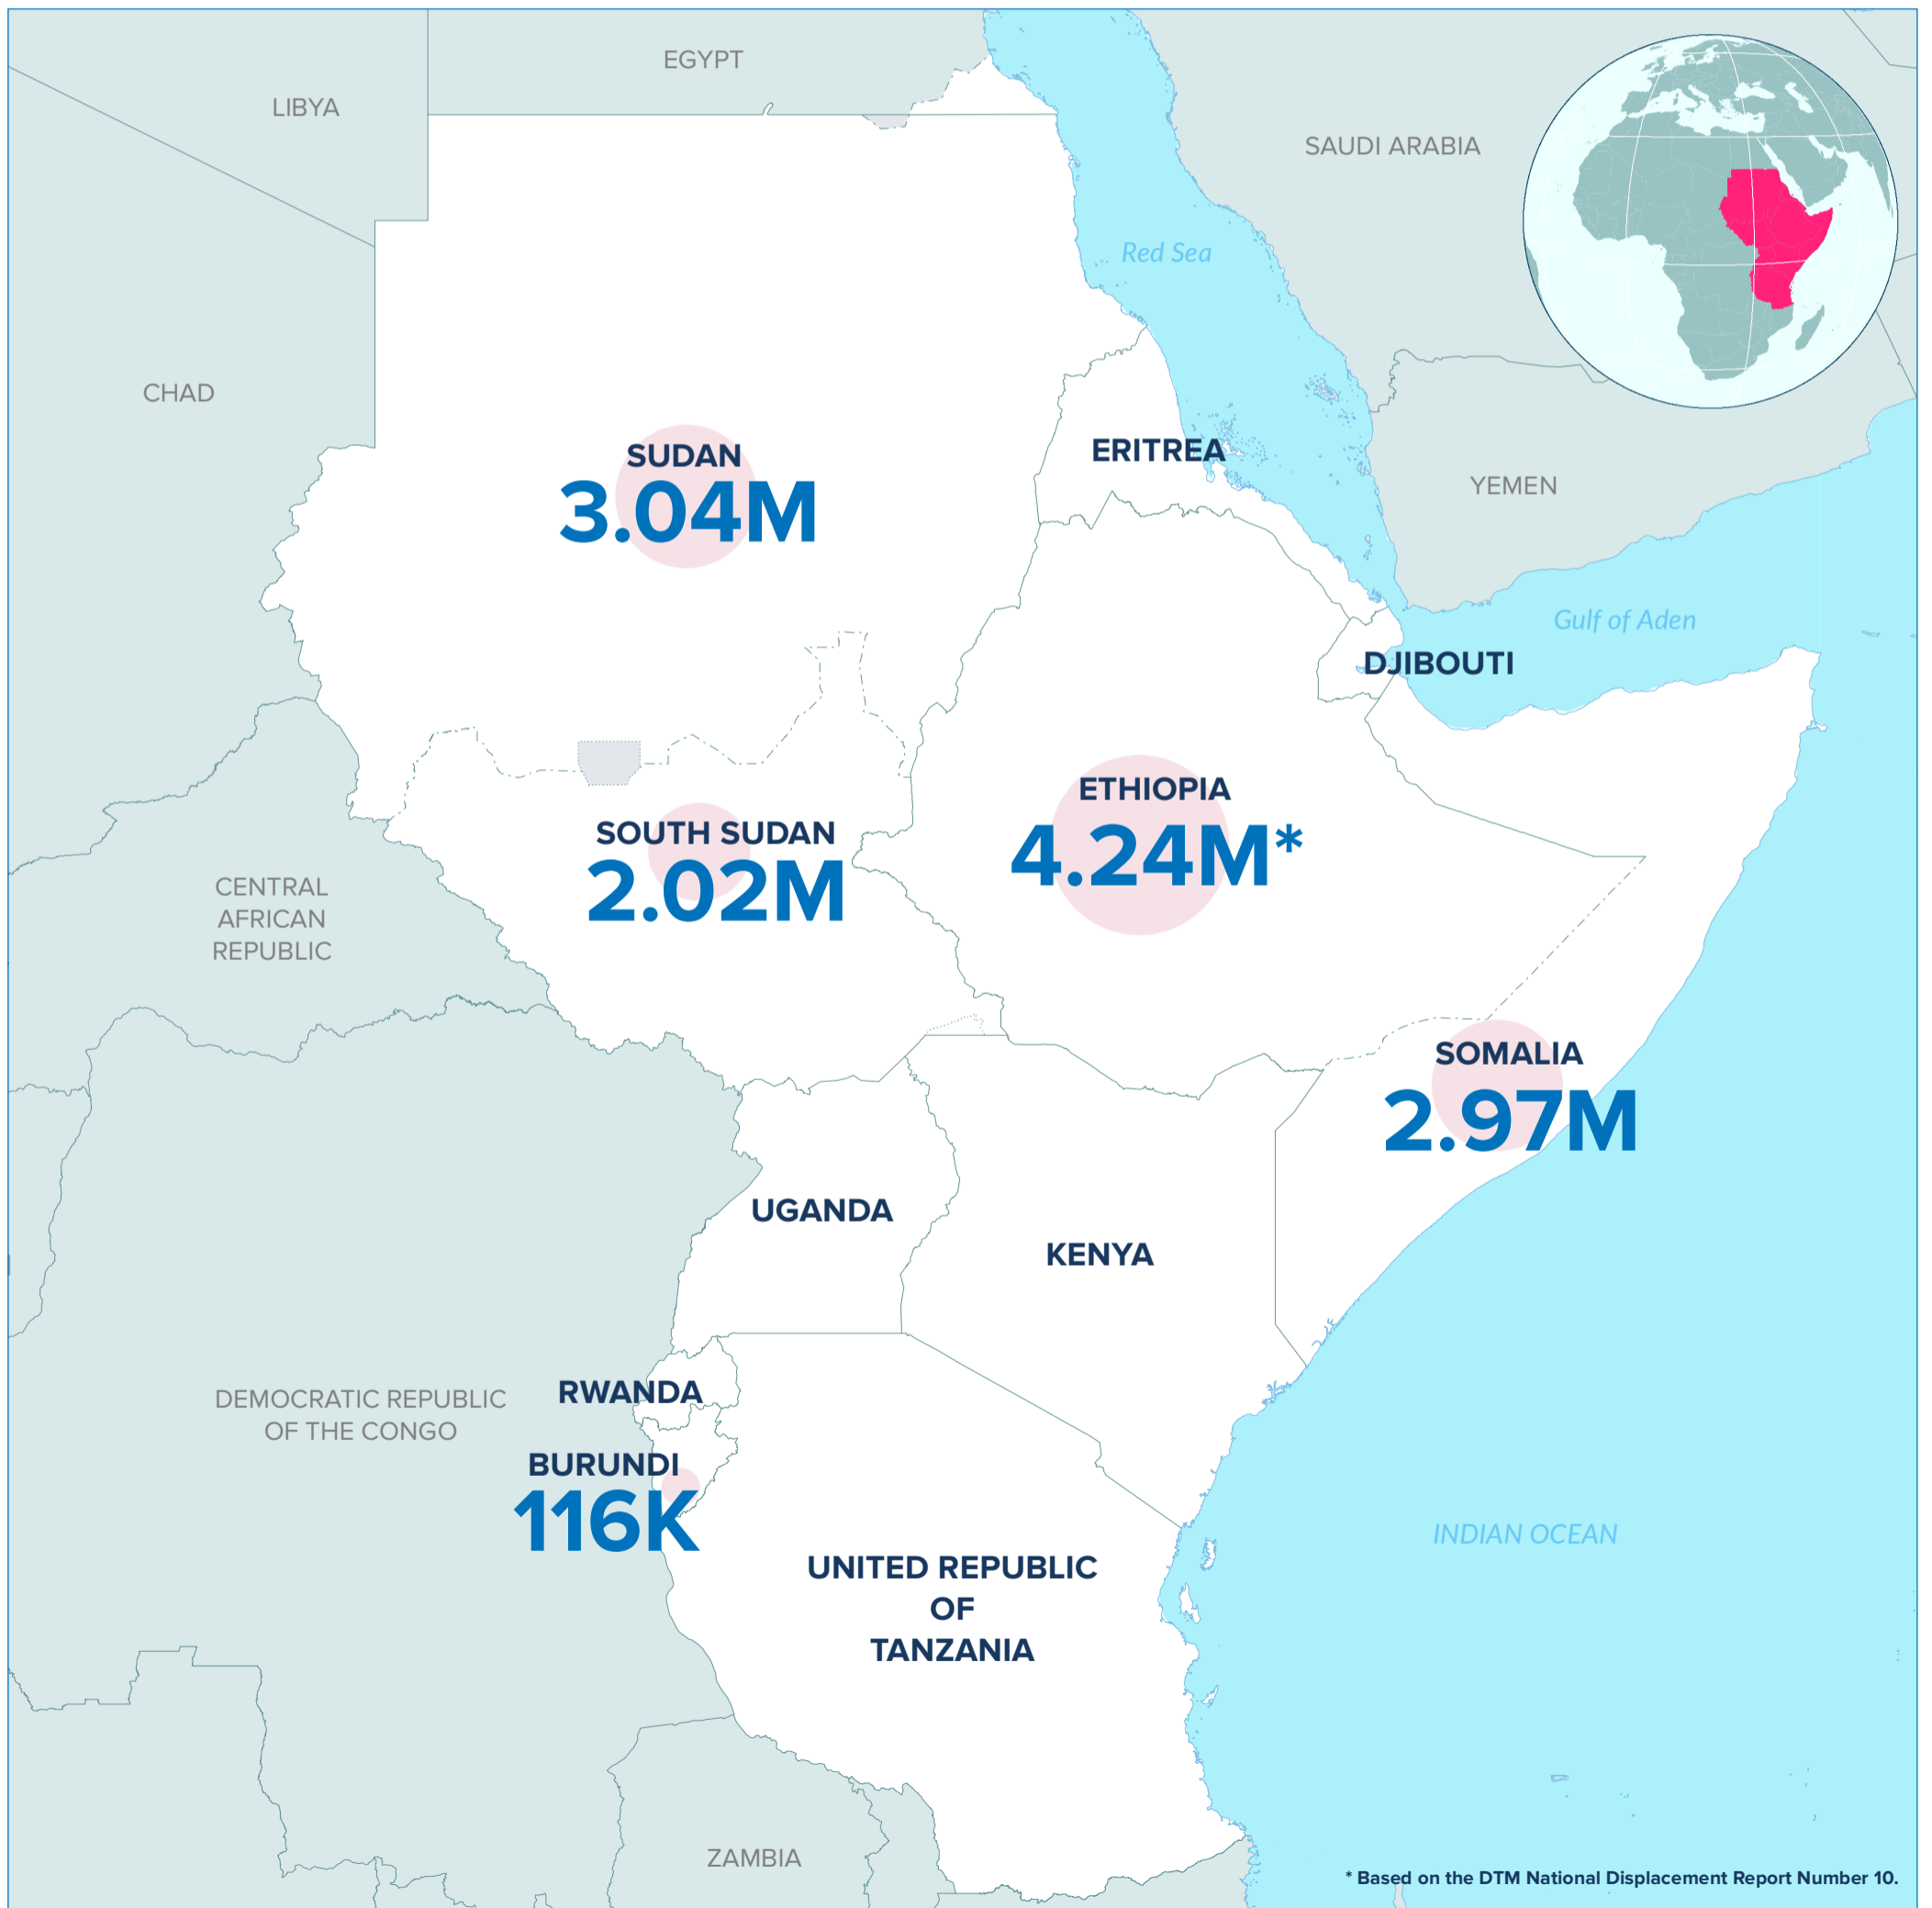 EGYPT
LIBYA
SAUDI ARABIA
Red Sea
CHAD
SUDAN
3.04M
ERITREA
YEMEN
Gulf of Aden
DJIBOUTI
ETHIOPIA
4.24M*
SOUTH SUDAN
2.02M
CENTRAL
AFRICAN
REPUBLIC
SOMALIA
2.97M
UGANDA
KENYA
RWANDA
DEMOCRATIC REPUBLIC
OF THE CONGO
BURUNDI
116K
INDIAN OCEAN
UNITED REPUBLIC
OF
TANZANIA
ZAMBIA
* Based on the DTM National Displacement Report Number 10.